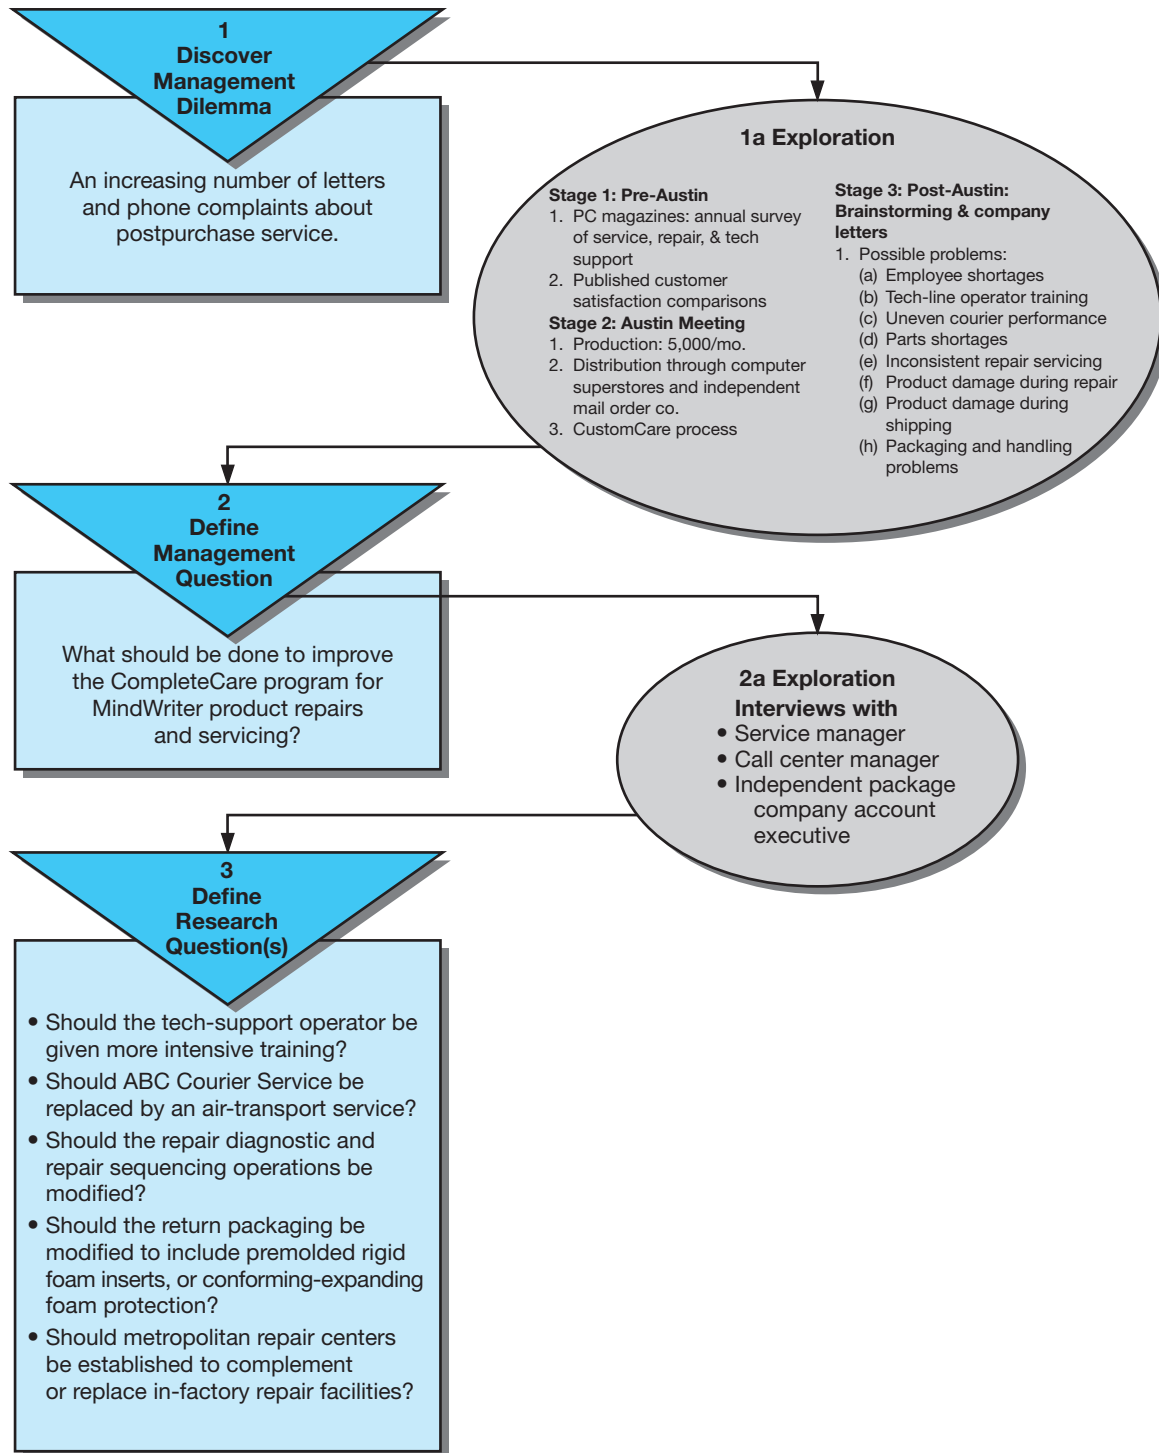 1
Discover
Management
Dilemma
An increasing number of letters
and phone complaints about
postpurchase service.
1a Exploration
Stage 1: Pre-Austin
1. PC magazines: annual survey
of service, repair, & tech
support
2. Published customer
satisfaction comparisons
Stage 2: Austin Meeting
1. Production: 5,000/mo.
2. Distribution through computer
superstores and independent
mail order co.
3. CustomCare process
Stage 3: Post-Austin:
Brainstorming & company
letters
1. Possible problems:
(a) Employee shortages
(b) Tech-line operator training
(c) Uneven courier performance
(d) Parts shortages
(e) Inconsistent repair servicing
(f) Product damage during repair
(g) Product damage during
shipping
(h) Packaging and handling
problems
2
Define
Management
Question
What should be done to improve
the CompleteCare program for
MindWriter product repairs
and servicing?
2a Exploration
Interviews with
• Service manager
• Call center manager
• Independent package
company account
executive
3
Define
Research
Question(s)
• Should the tech-support operator be
given more intensive training?
• Should ABC Courier Service be
replaced by an air-transport service?
• Should the repair diagnostic and
repair sequencing operations be
modified?
• Should the return packaging be
modified to include premolded rigid
foam inserts, or conforming-expanding
foam protection?
• Should metropolitan repair centers
be established to complement
or replace in-factory repair facilities?